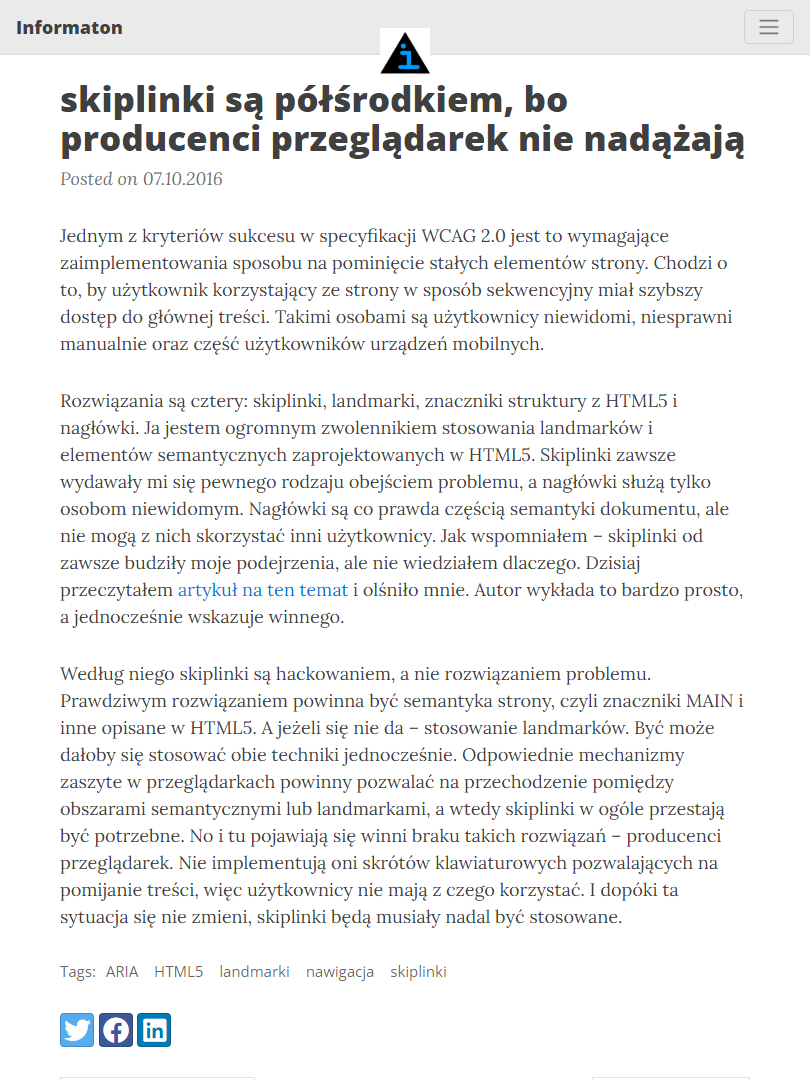 Informaton
i
skiplinki są półśrodkiem, bo
producenci przeglądarek nie nadążają
Posted on 07.10.2016
Jednym z kryteriów sukcesu w specyfikacji WCAG 2.0 jest to wymagające
zaimplementowania sposobu na pominięcie stałych elementów strony. Chodzi o
to, by użytkownik korzystający ze strony w sposób sekwencyjny miał szybszy
dostęp do głównej treści. Takimi osobami są użytkownicy niewidomi, niesprawni
manualnie oraz część użytkowników urządzeń mobilnych.
Rozwiązania są cztery: skiplinki, landmarki, znaczniki struktury z HTML5 i
nagłówki. Ja jestem ogromnym zwolennikiem stosowania landmarków i
elementów semantycznych zaprojektowanych w HTML5. Skiplinki zawsze
wydawały mi się pewnego rodzaju obejściem problemu, a nagłówki służą tylko
osobom niewidomym. Nagłówki są co prawda częścią semantyki dokumentu, ale
nie mogą z nich skorzystać inni użytkownicy. Jak wspomniałem – skiplinki od
zawsze budziły moje podejrzenia, ale nie wiedziałem dlaczego. Dzisiaj
przeczytałem artykuł na ten temat i olśniło mnie. Autor wykłada to bardzo prosto,
a jednocześnie wskazuje winnego.
Według niego skiplinki są hackowaniem, a nie rozwiązaniem problemu.
Prawdziwym rozwiązaniem powinna być semantyka strony, czyli znaczniki MAIN i
inne opisane w HTML5. A jeżeli się nie da – stosowanie landmarków. Być może
dałoby się stosować obie techniki jednocześnie. Odpowiednie mechanizmy
zaszyte w przeglądarkach powinny pozwalać na przechodzenie pomiędzy
obszarami semantycznymi lub landmarkami, a wtedy skiplinki w ogóle przestają
być potrzebne. No i tu pojawiają się winni braku takich rozwiązań – producenci
przeglądarek. Nie implementują oni skrótów klawiaturowych pozwalających na
pomijanie treści, więc użytkownicy nie mają z czego korzystać. I dopóki ta
sytuacja się nie zmieni, skiplinki będą musiały nadal być stosowane.
Tags: ARIA HTML5 landmarki nawigacja skiplinki